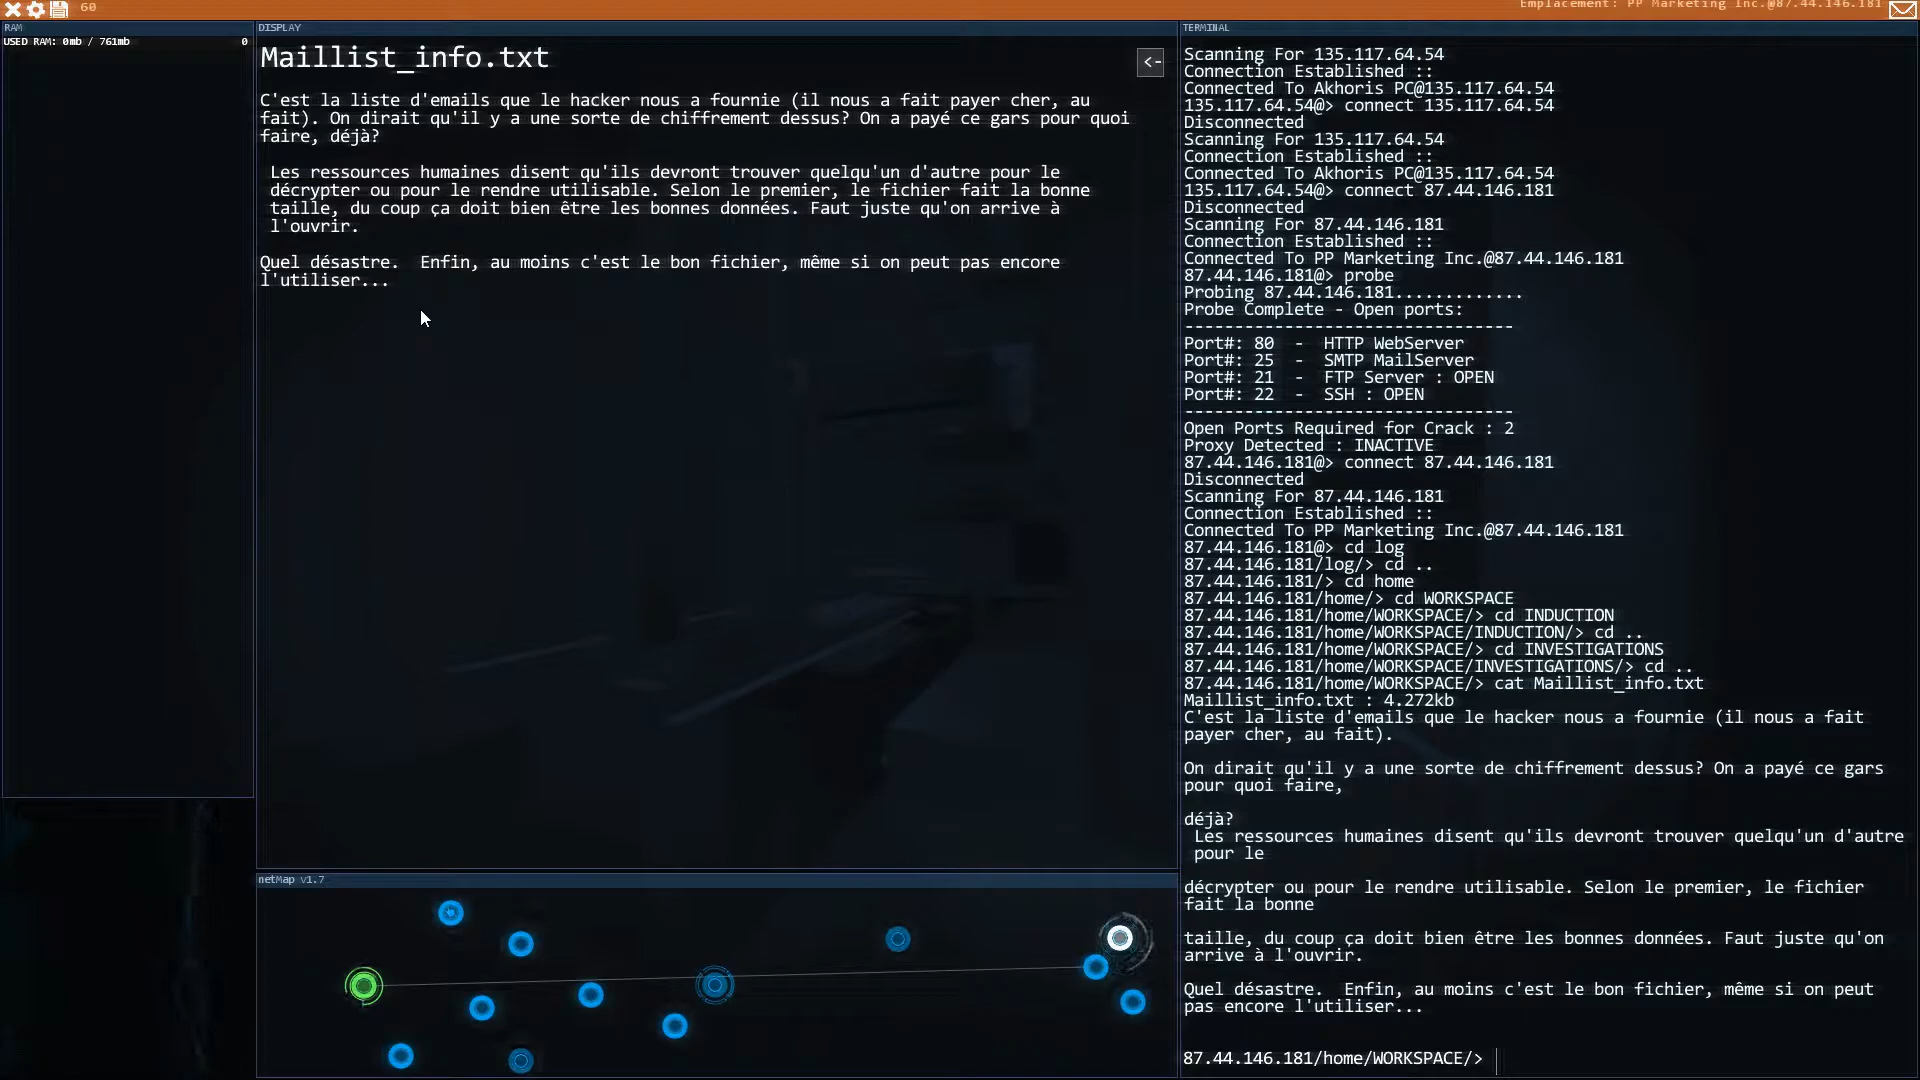 60
Emplacement: PP Marketing Inc.@87.44.146.181
RAM
USED RAM: 0mb / 761mb
0
DISPLAY
Maillist_info.txt
<-
C'est la liste d'emails que le hacker nous a fournie (il nous a fait payer cher, au
fait). On dirait qu'il y a une sorte de chiffrement dessus? On a payé ce gars pour quoi
faire, déjà?
Les ressources humaines disent qu'ils devront trouver quelqu'un d'autre pour le
décrypter ou pour le rendre utilisable. Selon le premier, le fichier fait la bonne
taille, du coup ça doit bien être les bonnes données. Faut juste qu'on arrive à
l'ouvrir.
Quel désastre.  Enfin, au moins c'est le bon fichier, même si on peut pas encore
l'utiliser...
netMap v1.7
TERMINAL
Scanning For 135.117.64.54
Connection Established ::
Connected To Akhoris PC@135.117.64.54
135.117.64.54@> connect 135.117.64.54
Disconnected
Scanning For 135.117.64.54
Connection Established ::
Connected To Akhoris PC@135.117.64.54
135.117.64.54@> connect 87.44.146.181
Disconnected
Scanning For 87.44.146.181
Connection Established ::
Connected To PP Marketing Inc.@87.44.146.181
87.44.146.181@> probe
Probing 87.44.146.181.............
Probe Complete - Open ports:
---------------------------------
Port#: 80  -  HTTP WebServer
Port#: 25  -  SMTP MailServer
Port#: 21  -  FTP Server : OPEN
Port#: 22  -  SSH : OPEN
---------------------------------
Open Ports Required for Crack : 2
Proxy Detected : INACTIVE
87.44.146.181@> connect 87.44.146.181
Disconnected
Scanning For 87.44.146.181
Connection Established ::
Connected To PP Marketing Inc.@87.44.146.181
87.44.146.181@> cd log
87.44.146.181/log/> cd ..
87.44.146.181/> cd home
87.44.146.181/home/> cd WORKSPACE
87.44.146.181/home/WORKSPACE/> cd INDUCTION
87.44.146.181/home/WORKSPACE/INDUCTION/> cd ..
87.44.146.181/home/WORKSPACE/> cd INVESTIGATIONS
87.44.146.181/home/WORKSPACE/INVESTIGATIONS/> cd ..
87.44.146.181/home/WORKSPACE/> cat Maillist_info.txt
Maillist_info.txt : 4.272kb
C'est la liste d'emails que le hacker nous a fournie (il nous a fait
payer cher, au fait).
On dirait qu'il y a une sorte de chiffrement dessus? On a payé ce gars
pour quoi faire,
déjà?
Les ressources humaines disent qu'ils devront trouver quelqu'un d'autre
pour le
décrypter ou pour le rendre utilisable. Selon le premier, le fichier
fait la bonne
taille, du coup ça doit bien être les bonnes données. Faut juste qu'on
arrive à l'ouvrir.
Quel désastre.  Enfin, au moins c'est le bon fichier, même si on peut
pas encore l'utiliser...
87.44.146.181/home/WORKSPACE/>